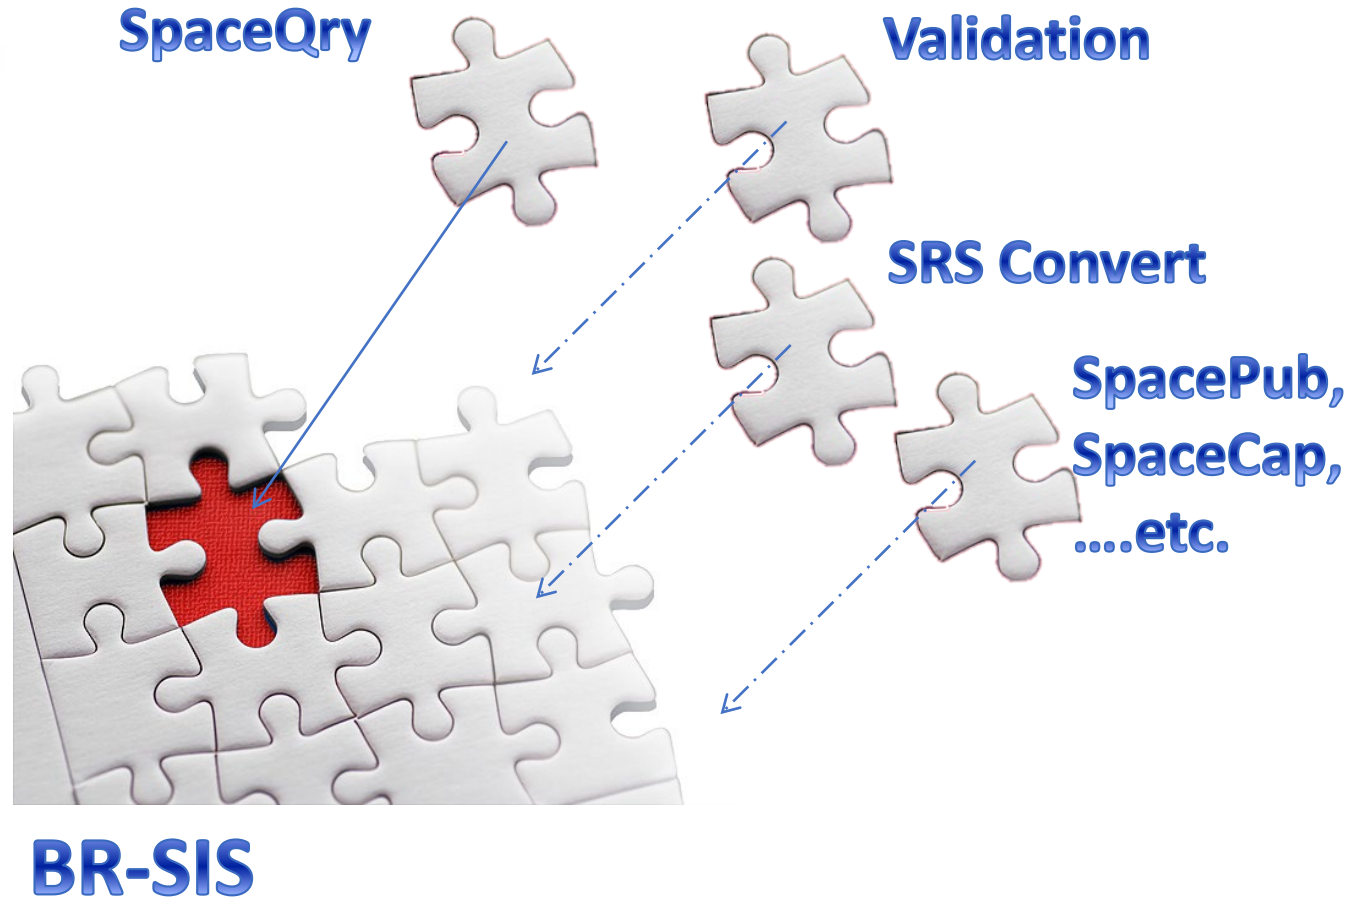 SpaceQry
Validation
SRS Convert
SpacePub,
SpaceCap,
....etc.
BR-SIS